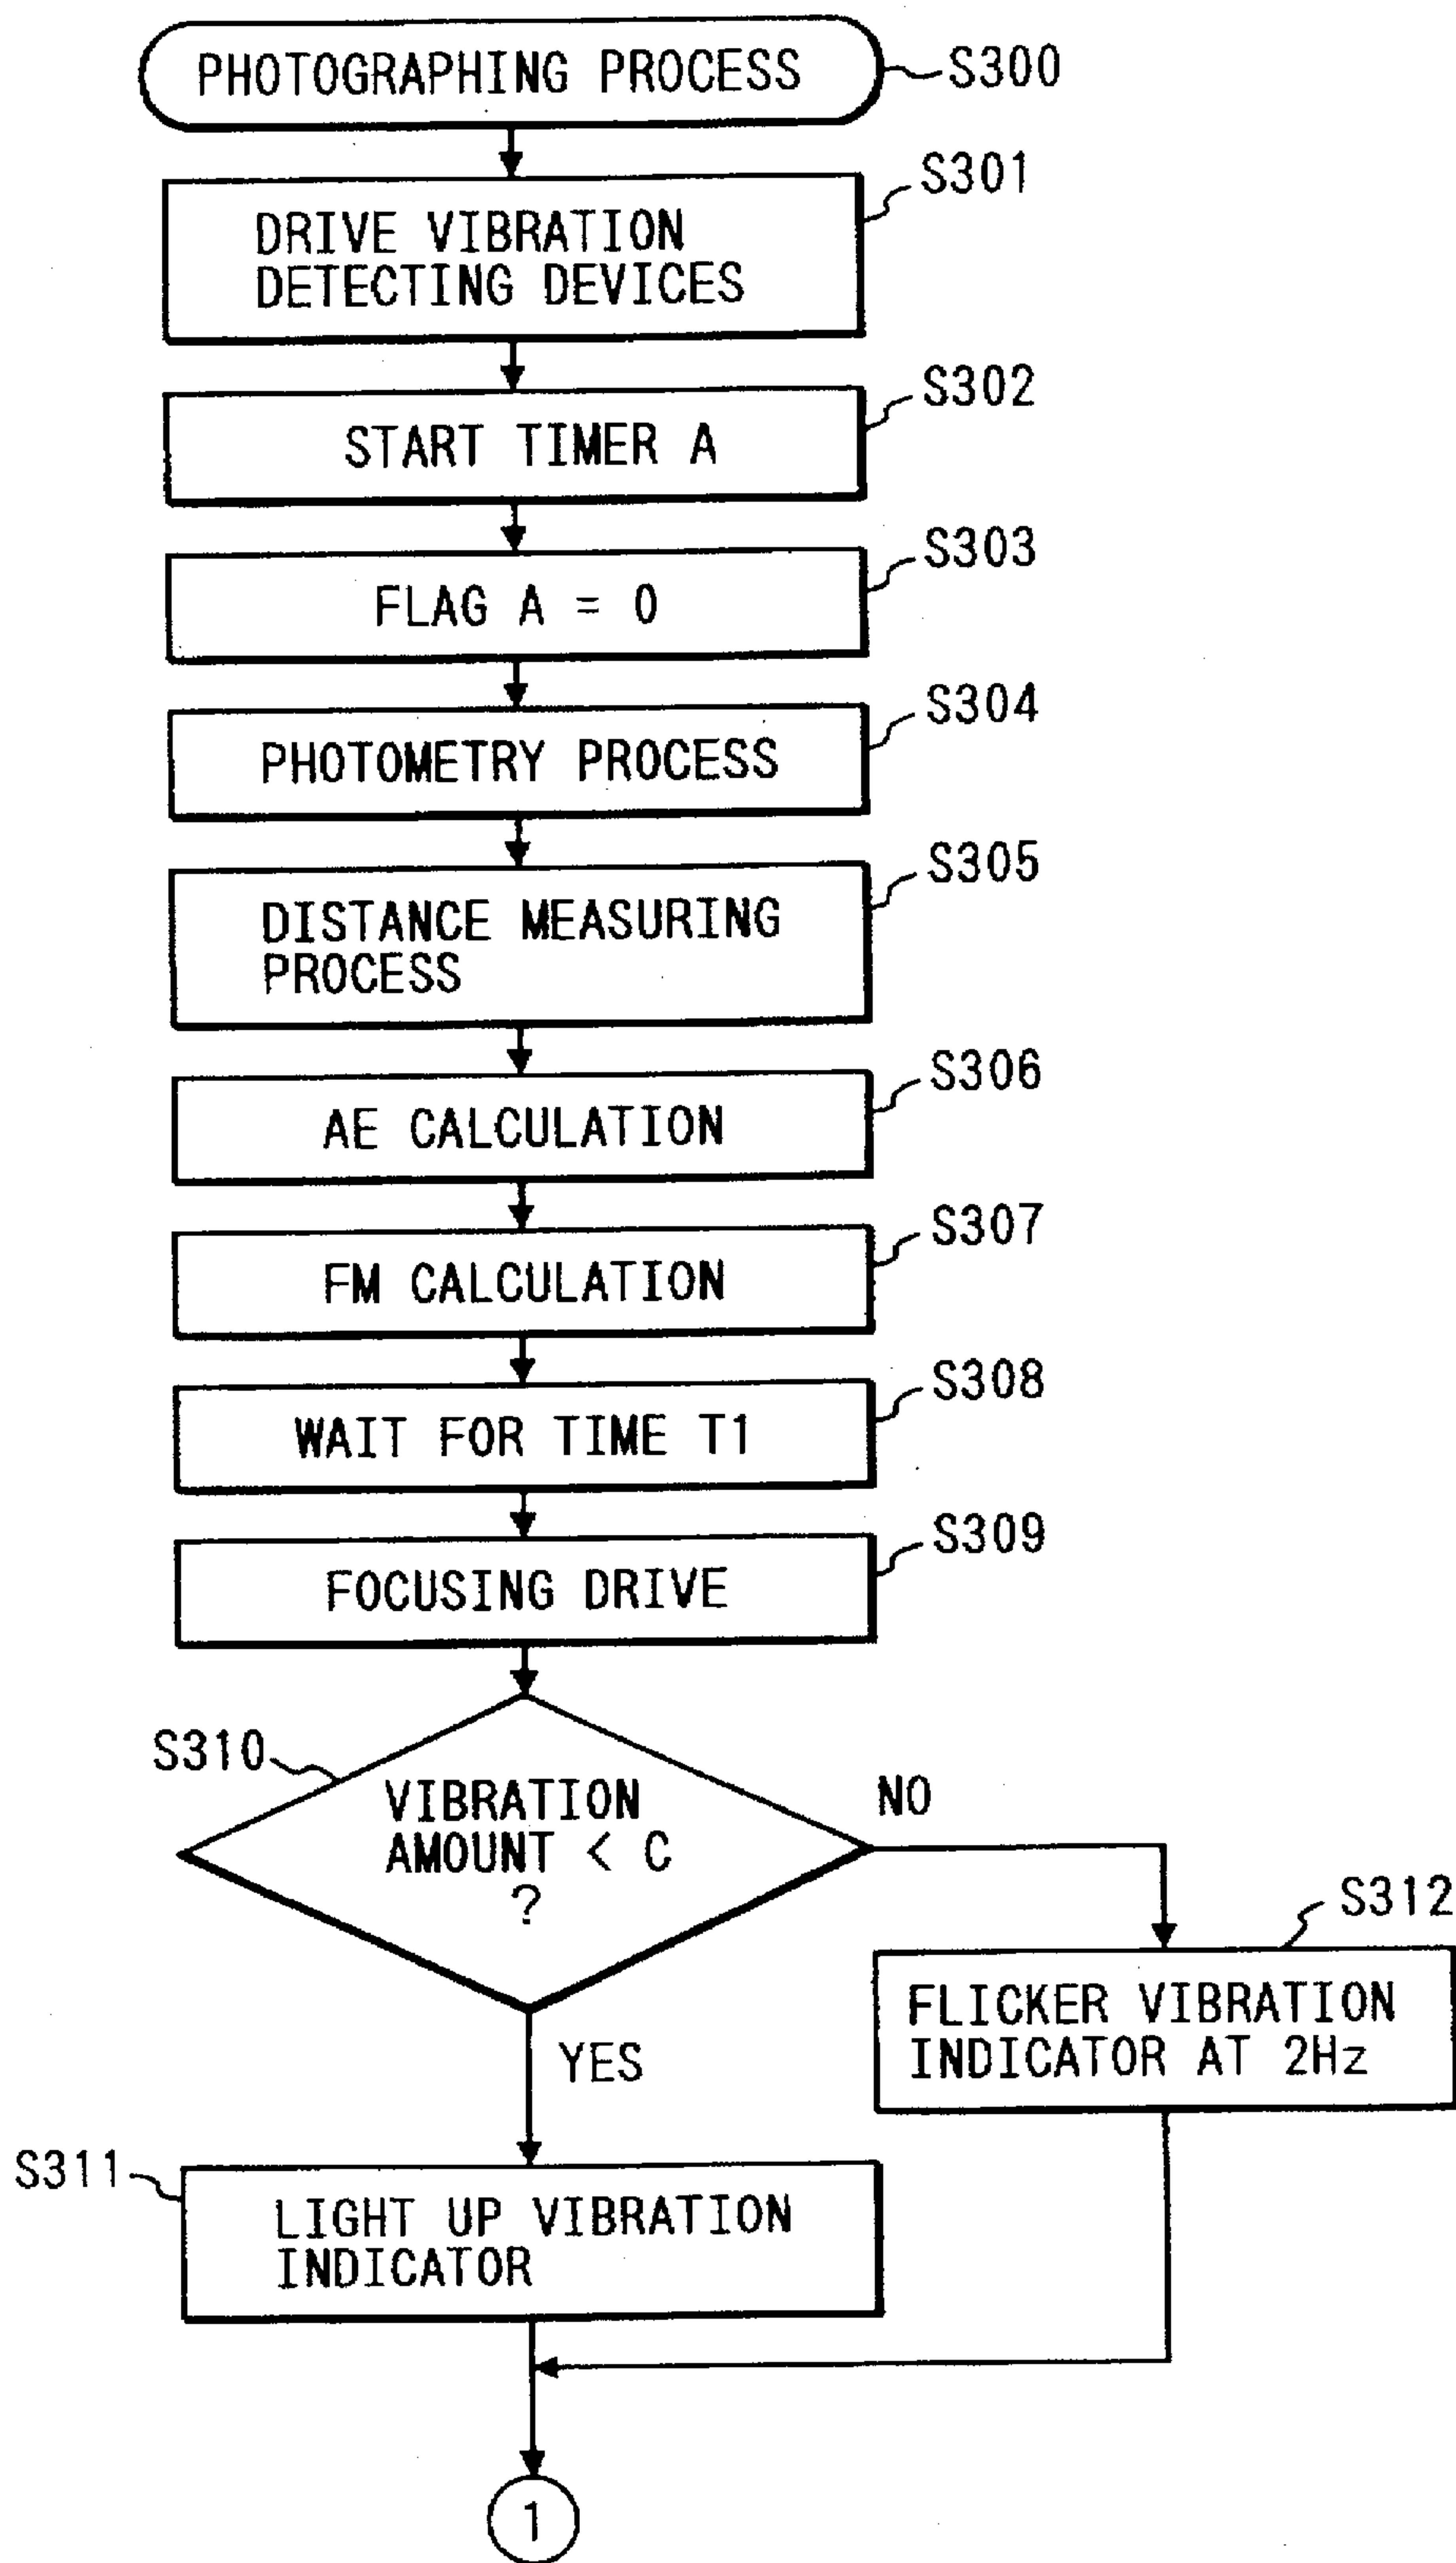 PHOTOGRAPHING PROCESS
S300
S301
DRIVE VIBRATION
DETECTING DEVICES
S302
START TIMER A
S303
FLAG A = 0
S304
PHOTOMETRY PROCESS
S305
DISTANCE MEASURING
PROCESS
S306
AE CALCULATION
S307
FM CALCULATION
S308
WAIT FOR TIME T1
S309
FOCUSING DRIVE
S310
VIBRATION
AMOUNT < C
?
NO
S312
FLICKER VIBRATION
INDICATOR AT 2Hz
YES
S311
LIGHT UP VIBRATION
INDICATOR
1